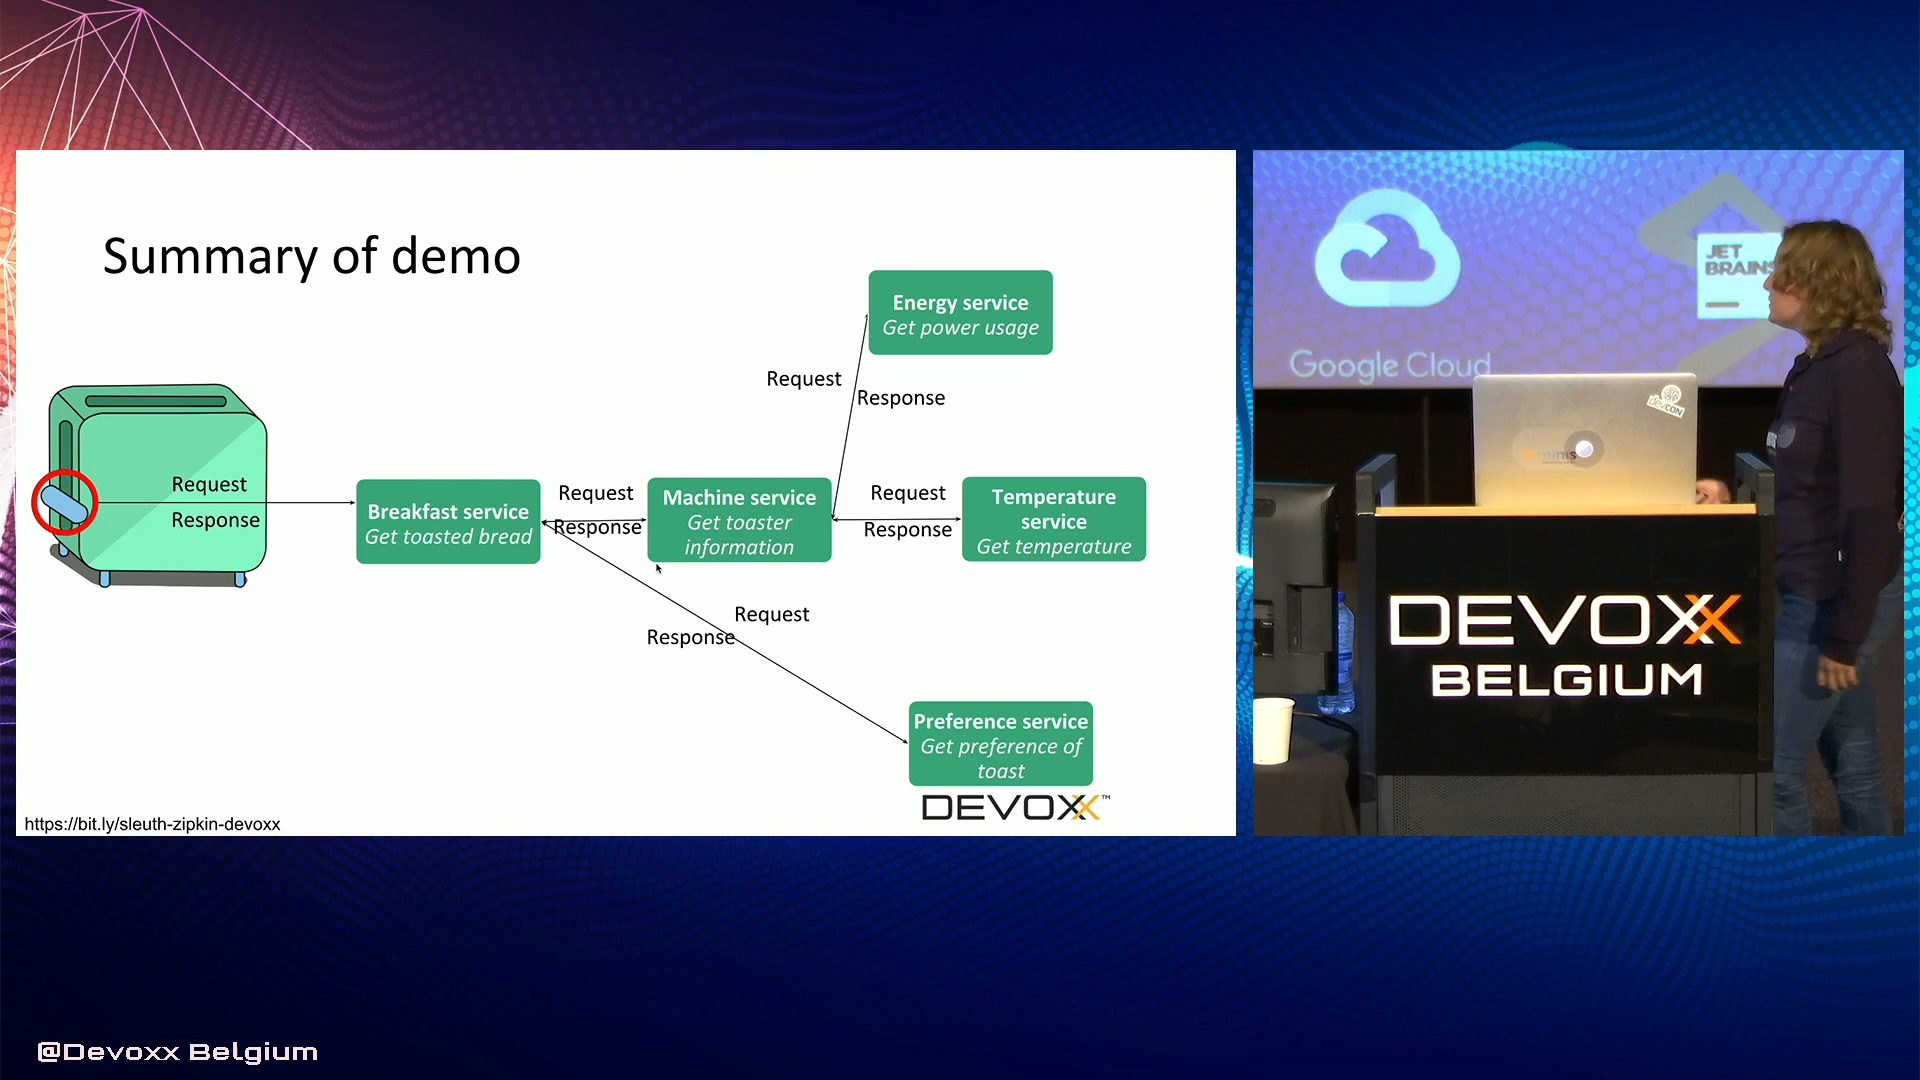 Summary of demo
Energy service
Get power usage
Request
Response
Request
Response
Breakfast service
Get toasted bread
Request
Response
Machine service
Get toaster
information
Request
Response
Temperature
service
Get temperature
Request
Response
Preference service
Get preference of
toast
DEVOXX™
https://bit.ly/sleuth-zipkin-devoxx
Google Cloud
JET
BRAINS
devcon
DEVOXX
BELGIUM
@Devoxx Belgium